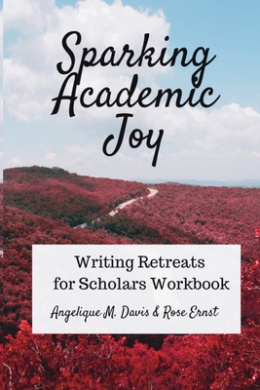 Sparking
Academic
Joy
Writing Retreats
for Scholars Workbook
Angelique M. Davis & Rose Ernst